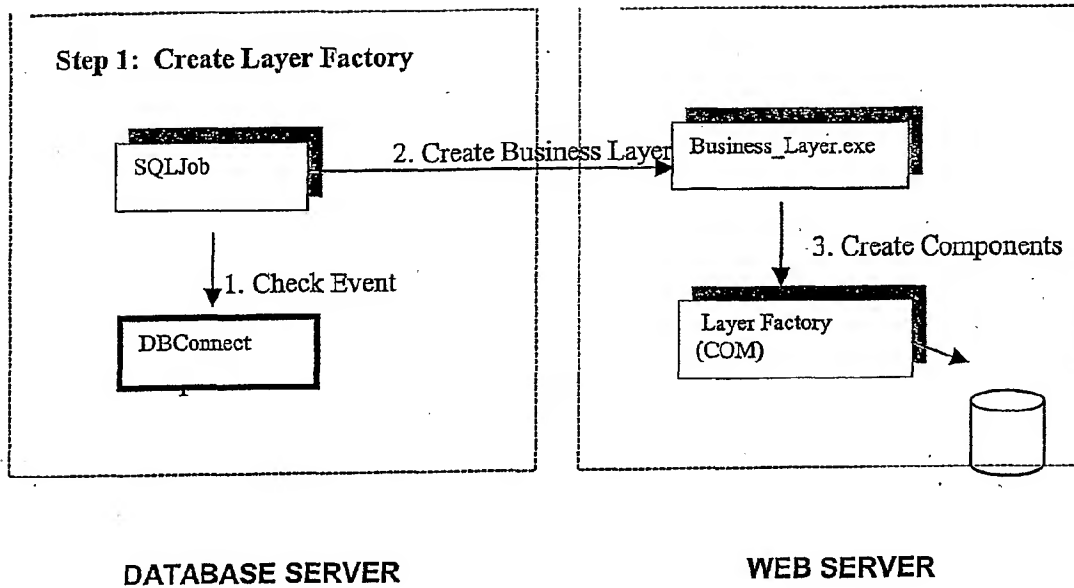 Step 1: Create Layer Factory
SQLJob
2. Create Business Layer
Business_Layer.exe
1. Check Event
3. Create Components
DBConnect
Layer Factory
(COM)
DATABASE SERVER
WEB SERVER